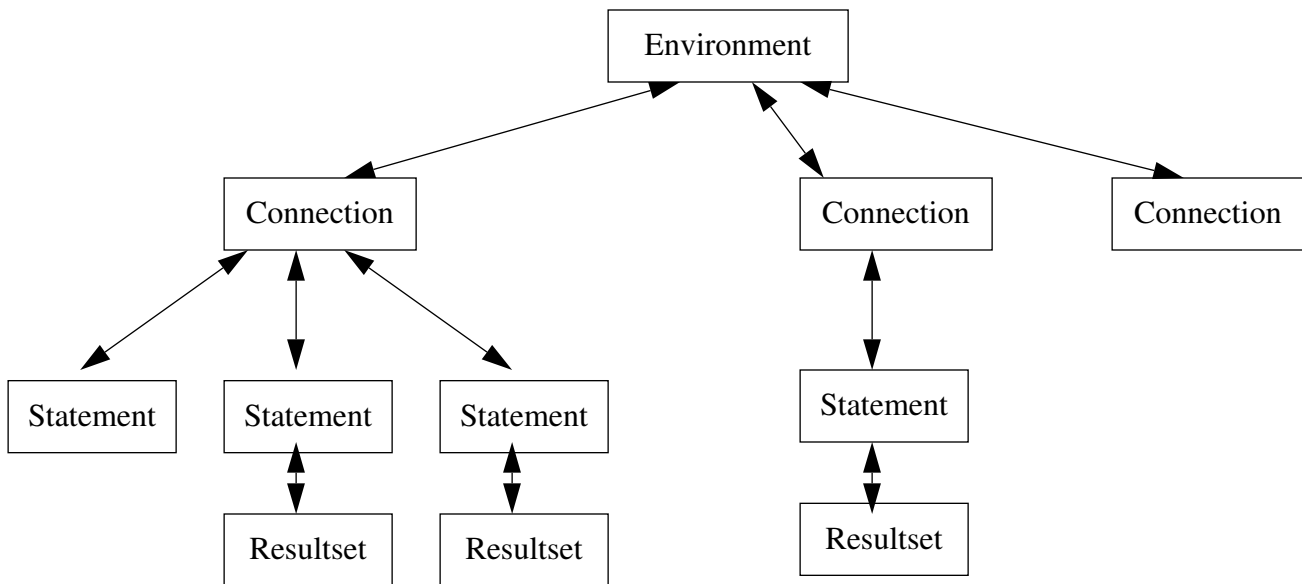 Environment
Connection
Connection
Connection
Statement
Statement
Statement
Statement
Resultset
Resultset
Resultset